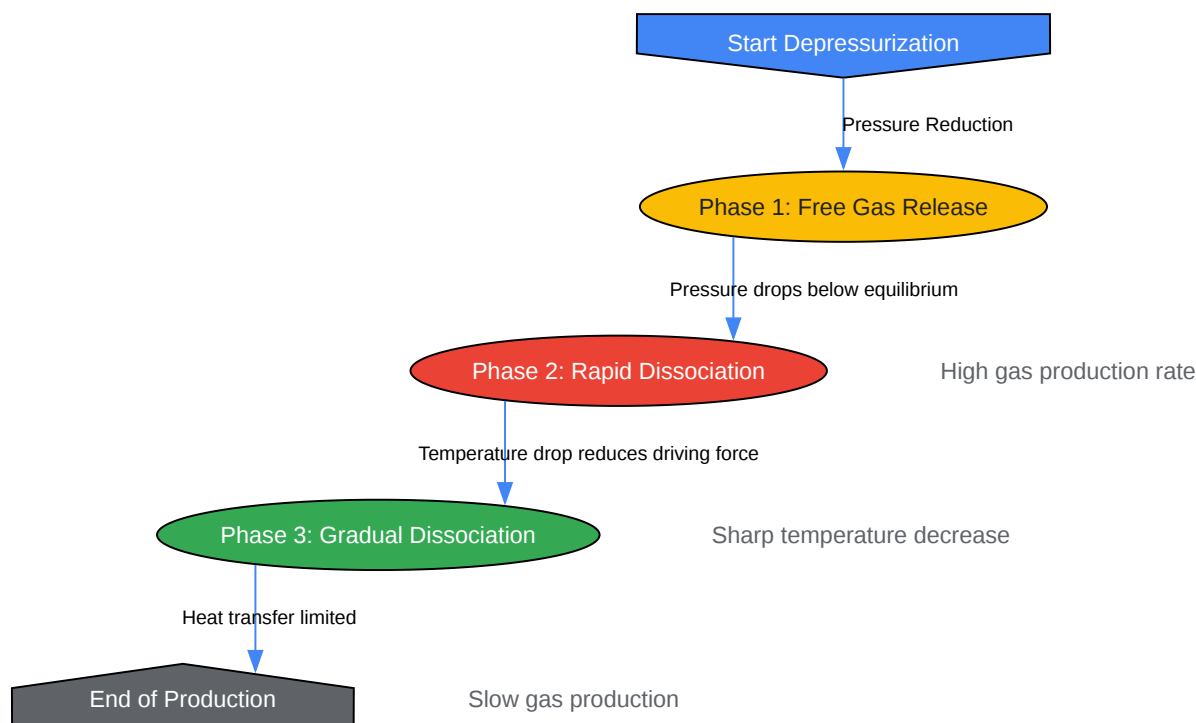 Start Depressurization
Pressure Reduction
Phase 1: Free Gas Release
Pressure drops below equilibrium
Phase 2: Rapid Dissociation
High gas production rate
Temperature drop reduces driving force
Phase 3: Gradual Dissociation
Sharp temperature decrease
Heat transfer limited
End of Production
Slow gas production